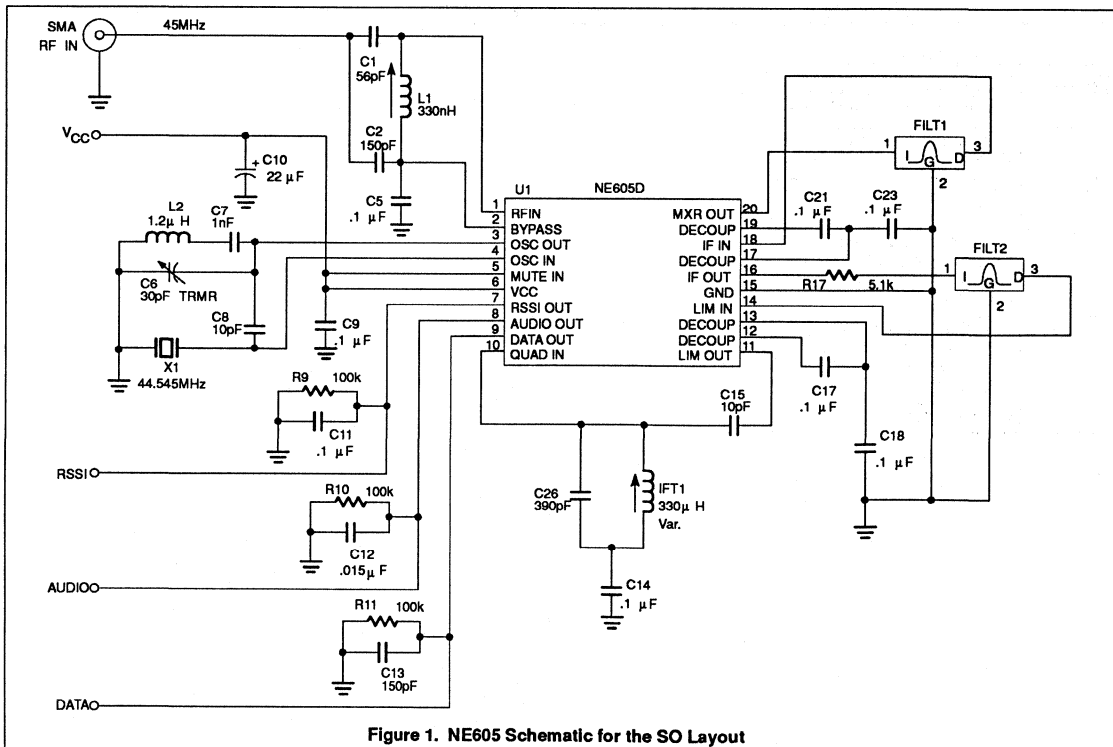 SMA
RF IN
45MHz
C1
56pF
L1
330nH
C2
150pF
VCC
C10
+
22 μF
C5
.1 μF
L2
1.2μ H
C7
1nF
C6
30pF
TRMR
C8
10pF
X1
44.545MHz
C9
.1 μF
U1
NE605D
1
RFIN
2
BYPASS
3
OSC OUT
4
OSC IN
5
MUTE IN
6
VCC
7
RSSI OUT
8
AUDIO OUT
9
DATA OUT
10
QUAD IN
MXR OUT
20
DECOUP
19
IF IN
18
DECOUP
17
IF OUT
16
GND
15
LIM IN
14
DECOUP
13
DECOUP
12
LIM OUT
11
FILT1
1
I
G
D
3
2
C21
.1 μF
C23
.1 μF
FILT2
1
I
G
D
3
2
R17
5.1k
C17
.1 μF
C18
.1 μF
C15
10pF
C26
390pF
IFT1
330μ H
Var.
C14
.1 μF
R9
100k
C11
.1 μF
RSSI
R10
100k
C12
.015μF
AUDIO
R11
100k
C13
150pF
DATA
Figure 1. NE605 Schematic for the SO Layout